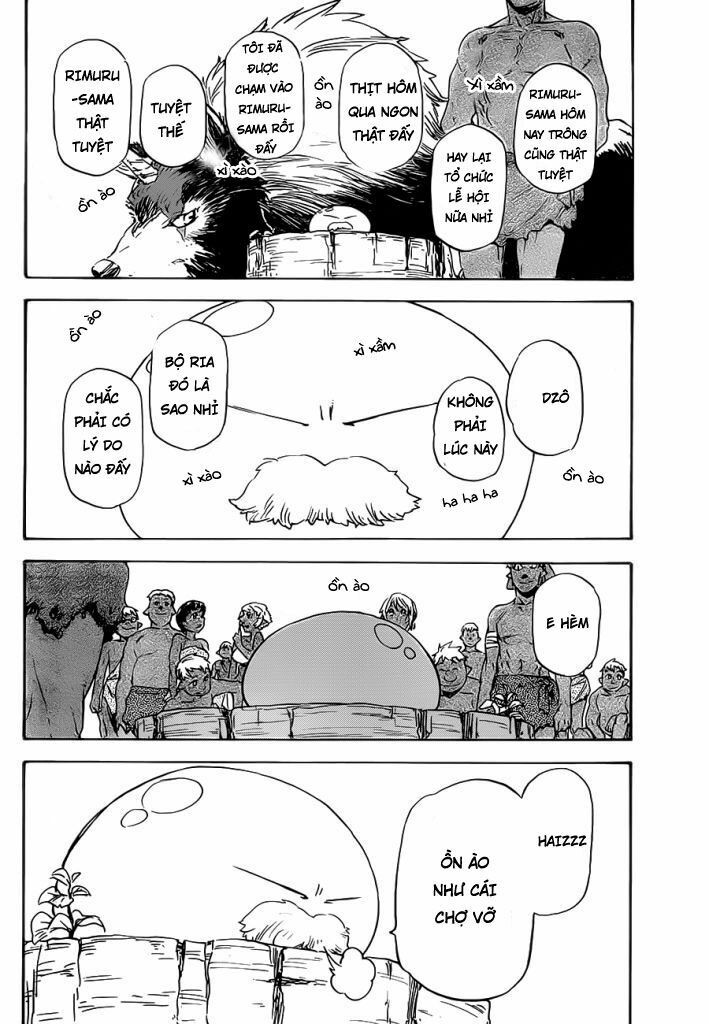 XÌ XẦM
RIMURU-
SAMA HÔM
NAY TRÔNG
CŨNG THẬT
TUYỆT
HAY LẠI
TỔ CHỨC
LỄ HỘI
NỮA NHỈ
THỊT HÔM
QUA NGON
THẬT ĐẤY
ỒN
ÀO
TÔI ĐÃ
ĐƯỢC
CHẠM VÀO
RIMURU-
SAMA RỒI
ĐẤY
XÌ XÀO
TUYỆT
THẾ
RIMURU
-SAMA
THẬT
TUYỆT
ỒN ÀO
DZÔ
KHÔNG
PHẢI
LÚC NÀY
XÌ XẦM
BỘ RIA
ĐÓ LÀ
SAO NHỈ
CHẮC
PHẢI CÓ
LÝ DO
NÀO ĐẤY
ỒN ÀO
XÌ XÀO
HA HA HA
ỒN ÀO
ỒN ÀO
E HÈM
HAIZZZ
ỒN ÀO
NHƯ CÁI
CHỢ VỠ